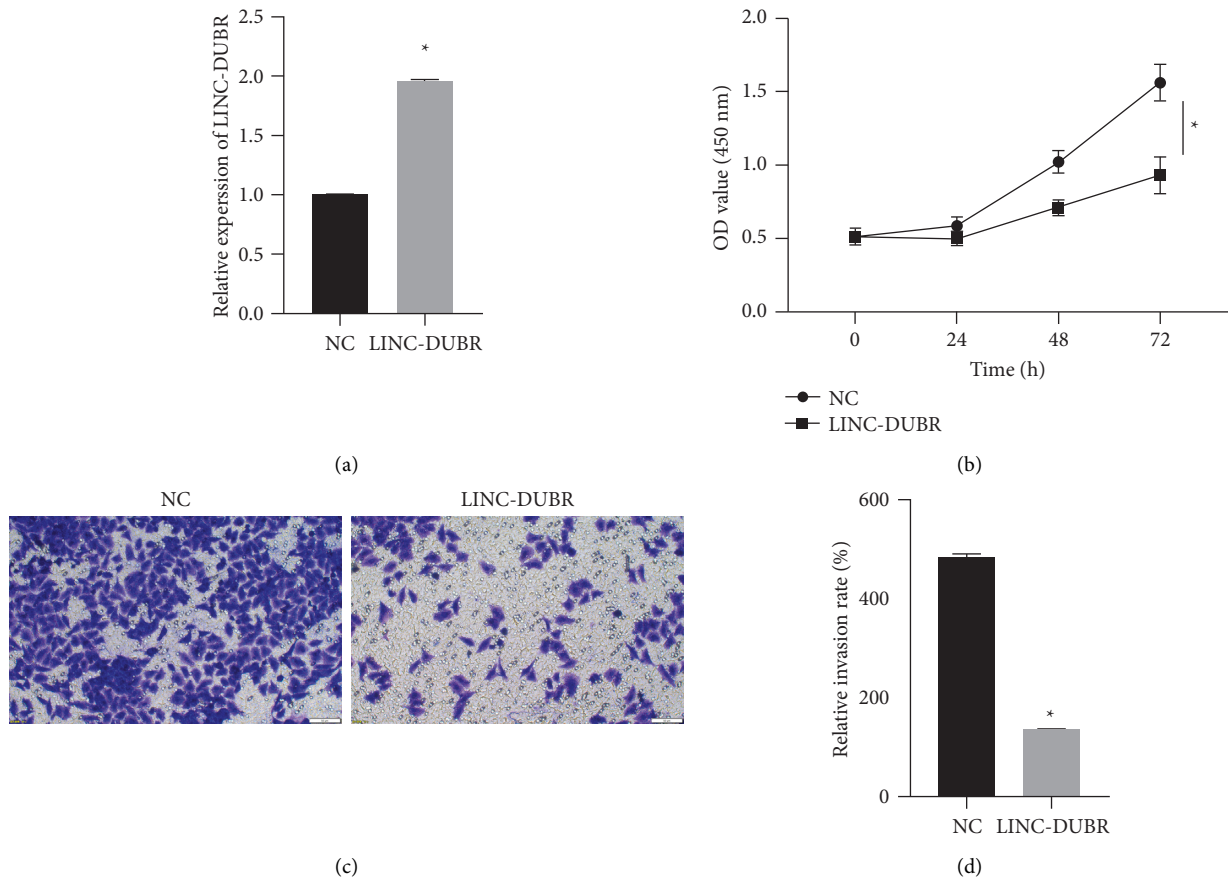 Relative experssion of LINC-DUBR
2.5
2.0
1.5
1.0
0.5
0.0
*
NC LINC-DUBR
(a)
OD value (450 nm)
2.0
1.5
1.0
0.5
0.0
*
0 24 48 72
Time (h)
NC
LINC-DUBR
(b)
NC LINC-DUBR
(c)
Relative invasion rate (%)
600
400
200
0
*
NC LINC-DUBR
(d)